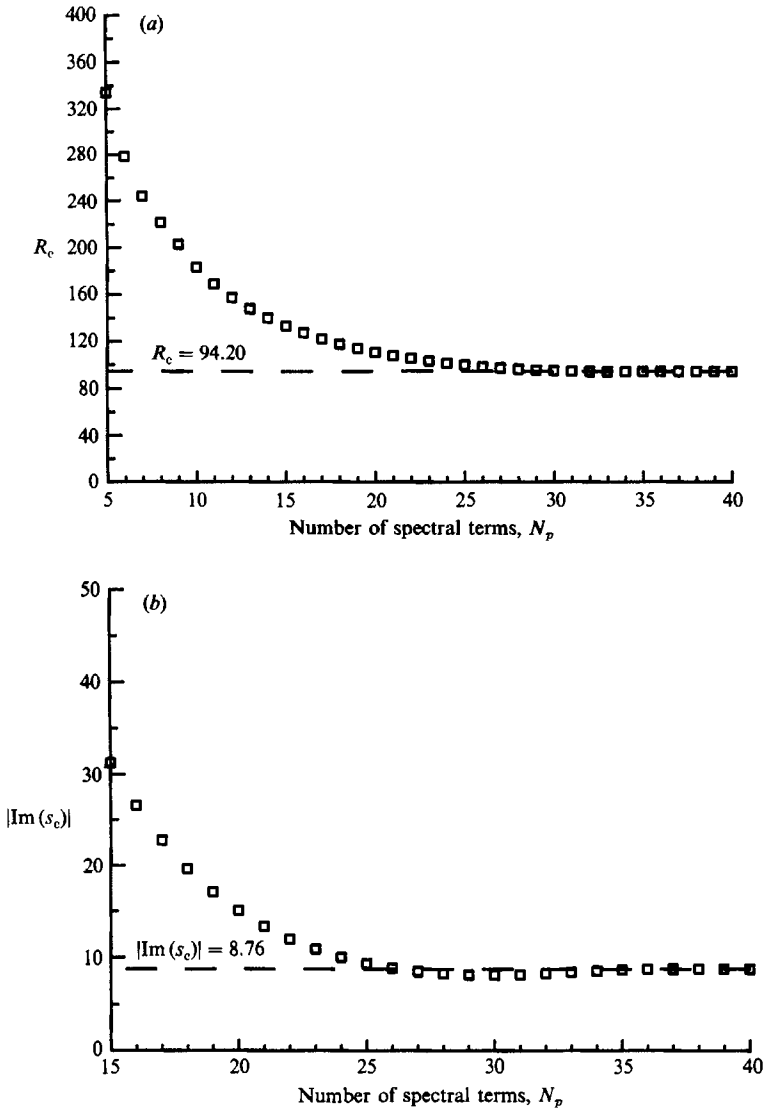 400
(a)
360
320
280
240
R_c
200
160
120
R_c = 94.20
80
40
0
5 10 15 20 25 30 35 40
Number of spectral terms, N_p
50
(b)
40
30
|Im (s_c)|
20
|Im (s_c)| = 8.76
10
0
15 20 25 30 35 40
Number of spectral terms, N_p